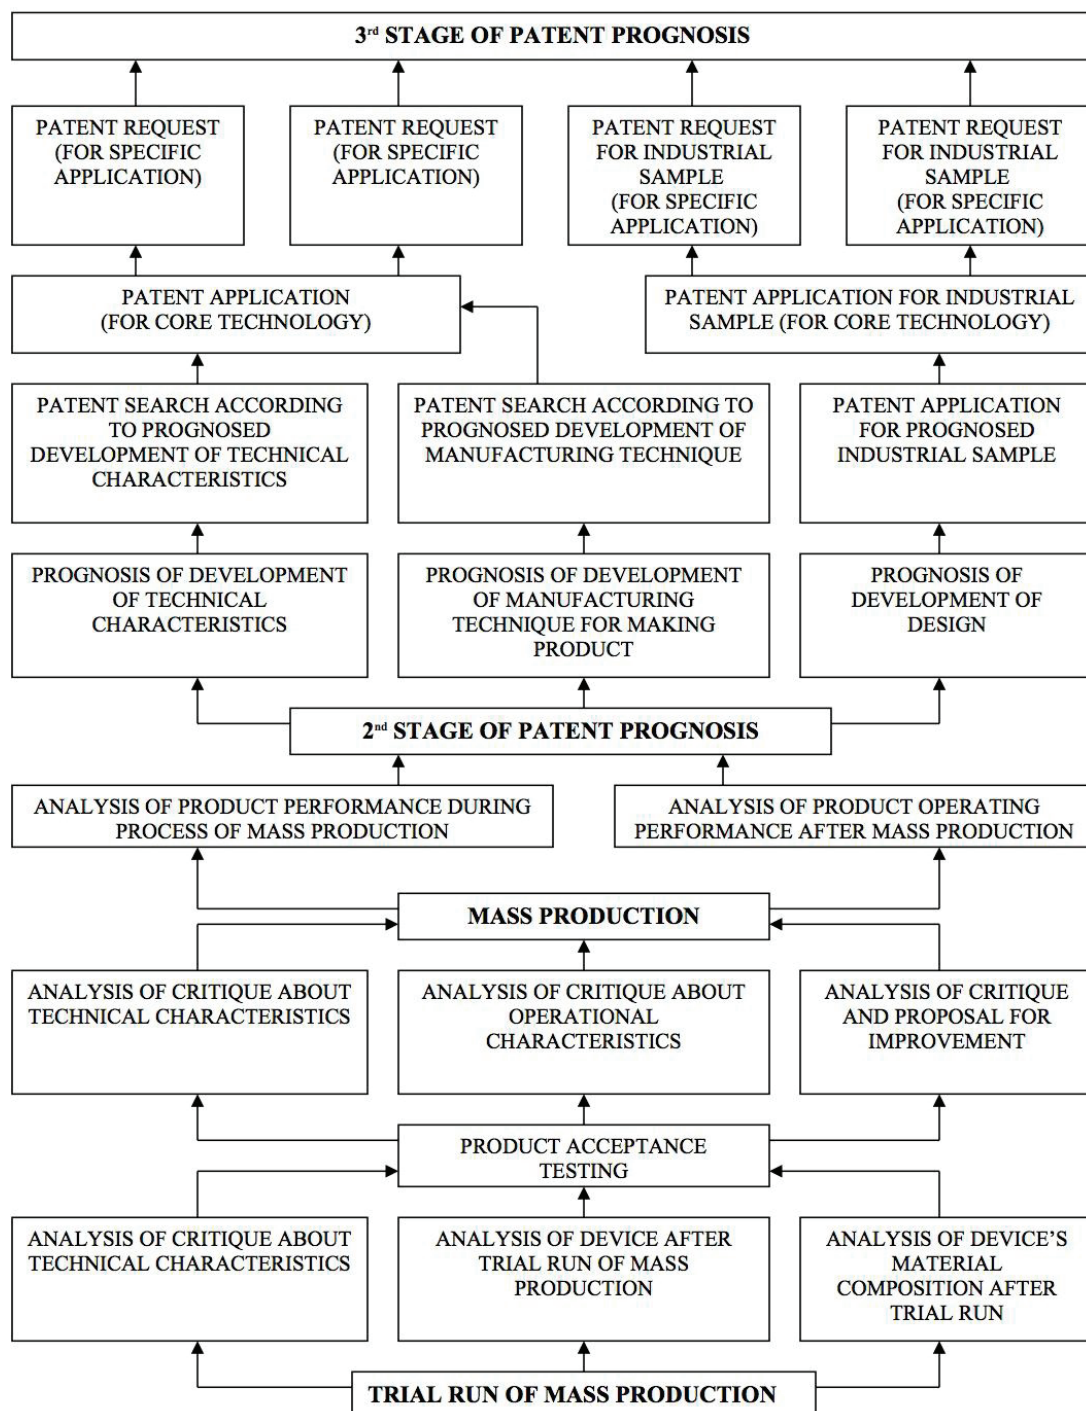 3rd STAGE OF PATENT PROGNOSIS
PATENT REQUEST
(FOR SPECIFIC
APPLICATION)
PATENT REQUEST
(FOR SPECIFIC
APPLICATION)
PATENT REQUEST
FOR INDUSTRIAL
SAMPLE
(FOR SPECIFIC
APPLICATION)
PATENT REQUEST
FOR INDUSTRIAL
SAMPLE
(FOR SPECIFIC
APPLICATION)
PATENT APPLICATION
(FOR CORE TECHNOLOGY)
PATENT APPLICATION FOR INDUSTRIAL
SAMPLE (FOR CORE TECHNOLOGY)
PATENT SEARCH ACCORDING
TO PROGNOSED
DEVELOPMENT OF TECHNICAL
CHARACTERISTICS
PATENT SEARCH ACCORDING TO
PROGNOSED DEVELOPMENT OF
MANUFACTURING TECHNIQUE
PATENT APPLICATION
FOR PROGNOSED
INDUSTRIAL SAMPLE
PROGNOSIS OF DEVELOPMENT
OF TECHNICAL
CHARACTERISTICS
PROGNOSIS OF DEVELOPMENT
OF MANUFACTURING
TECHNIQUE FOR MAKING
PRODUCT
PROGNOSIS OF
DEVELOPMENT OF
DESIGN
2nd STAGE OF PATENT PROGNOSIS
ANALYSIS OF PRODUCT PERFORMANCE DURING
PROCESS OF MASS PRODUCTION
ANALYSIS OF PRODUCT OPERATING
PERFORMANCE AFTER MASS PRODUCTION
MASS PRODUCTION
ANALYSIS OF CRITIQUE ABOUT
TECHNICAL CHARACTERISTICS
ANALYSIS OF CRITIQUE ABOUT
OPERATIONAL
CHARACTERISTICS
ANALYSIS OF CRITIQUE
AND PROPOSAL FOR
IMPROVEMENT
PRODUCT ACCEPTANCE
TESTING
ANALYSIS OF CRITIQUE ABOUT
TECHNICAL CHARACTERISTICS
ANALYSIS OF DEVICE AFTER
TRIAL RUN OF MASS
PRODUCTION
ANALYSIS OF DEVICE'S
MATERIAL
COMPOSITION AFTER
TRIAL RUN
TRIAL RUN OF MASS PRODUCTION